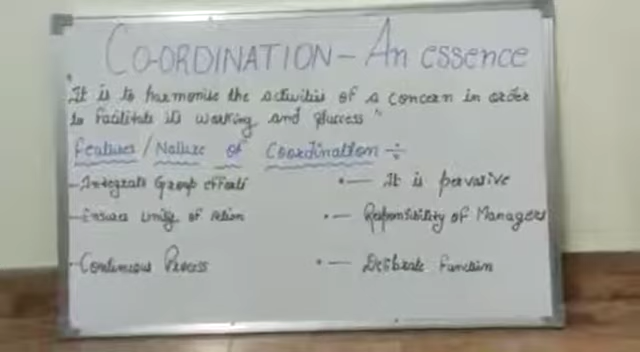 CO-ORDINATION - An essence
"It is to harmonise the activities of a concern in order
to facilitate its working and success"
Features/Nature of Coordination ÷
- Integrate Group efforts
•— It is pervasive
- Ensures Unity of Action
•— Responsibility of Managers
- Continuous Process
•— Deliberate Function